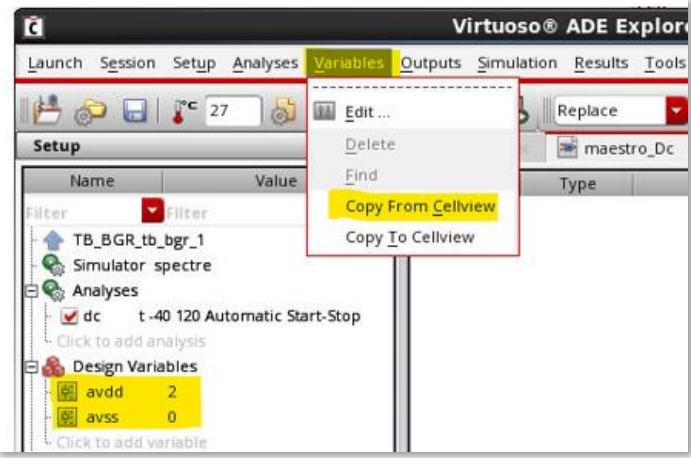 Virtuoso® ADE Explor
Launch Session Setup Analyses Variables Outputs Simulation Results Tools
°C 27 Replace
Edit ...
Delete
Find
Copy From Cellview
Copy To Cellview
Setup
maestro_Dc
Name Value
Type
Filter Filter
TB_BGR_tb_bgr_1
Simulator spectre
Analyses
dc t -40 120 Automatic Start-Stop
Click to add analysis
Design Variables
avdd 2
avss 0
Click to add variable